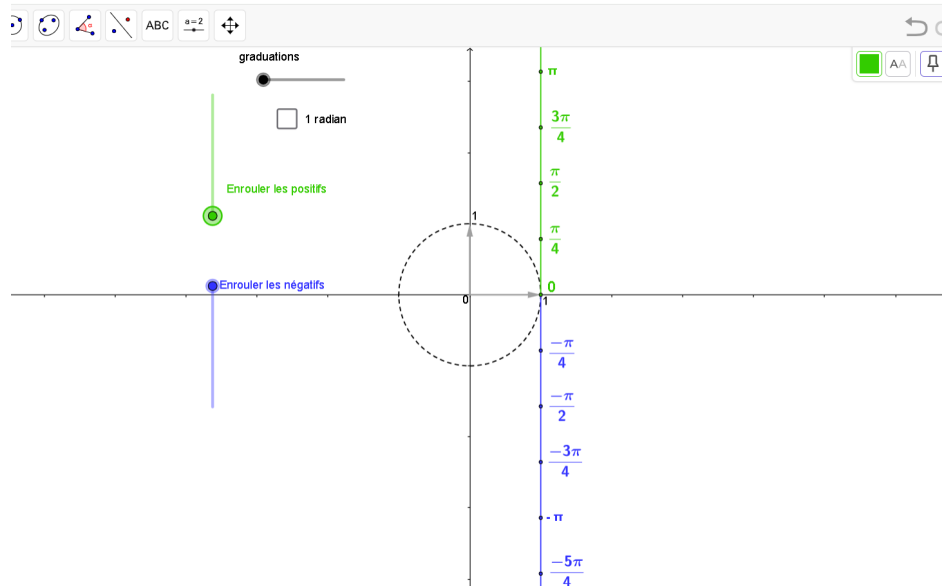 ABC
a=2
graduations
1 radian
AA
π
3π/4
Enrouler les positifs
π/2
1
π/4
Enrouler les négatifs
0
0
1
-π/4
-π/2
-3π/4
-π
-5π/4